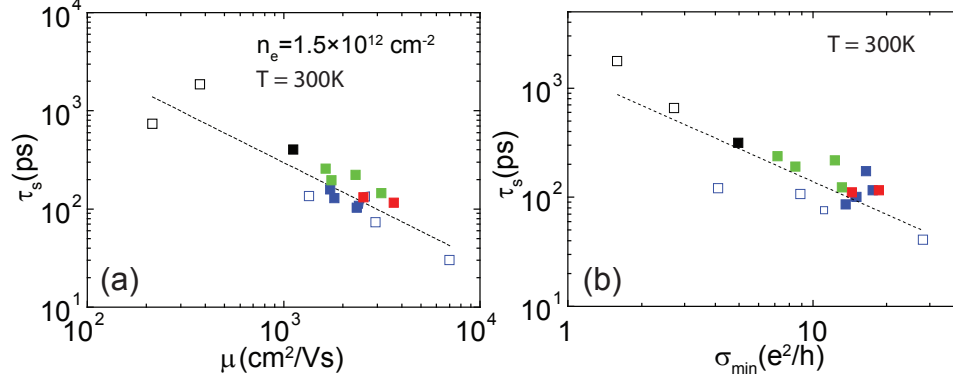 10⁴
10³
10²
10¹
τₛ(ps)
nₑ=1.5×10¹² cm⁻²
T = 300K
(a)
10² 10³ 10⁴
μ(cm²/Vs)
10⁴
10³
10²
10¹
τₛ(ps)
T = 300K
(b)
1 10
σₘᵢₙ(e²/h)